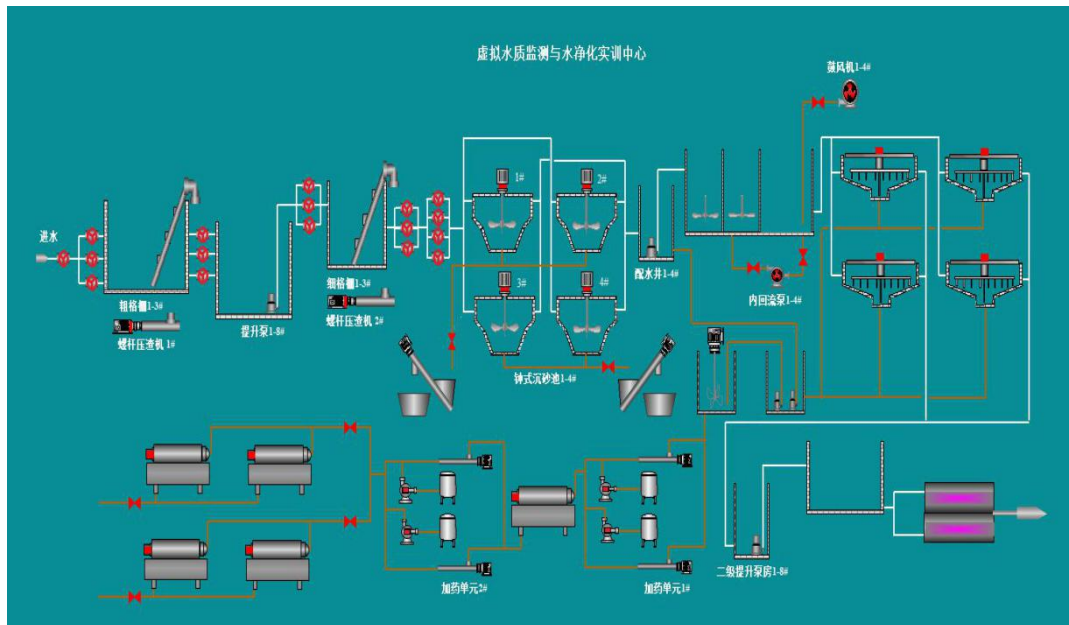 虚拟水质监测与水净化实训中心
鼓风机1-4#
1#
2#
进水
配水井1-4#
粗格栅1-3#
细格栅1-3#
3#
4#
内回流泵1-4#
螺杆压渣机 1#
提升泵1-8#
螺杆压渣机 2#
钟式沉砂池1-4#
加药单元2#
加药单元1#
二级提升泵房1-8#